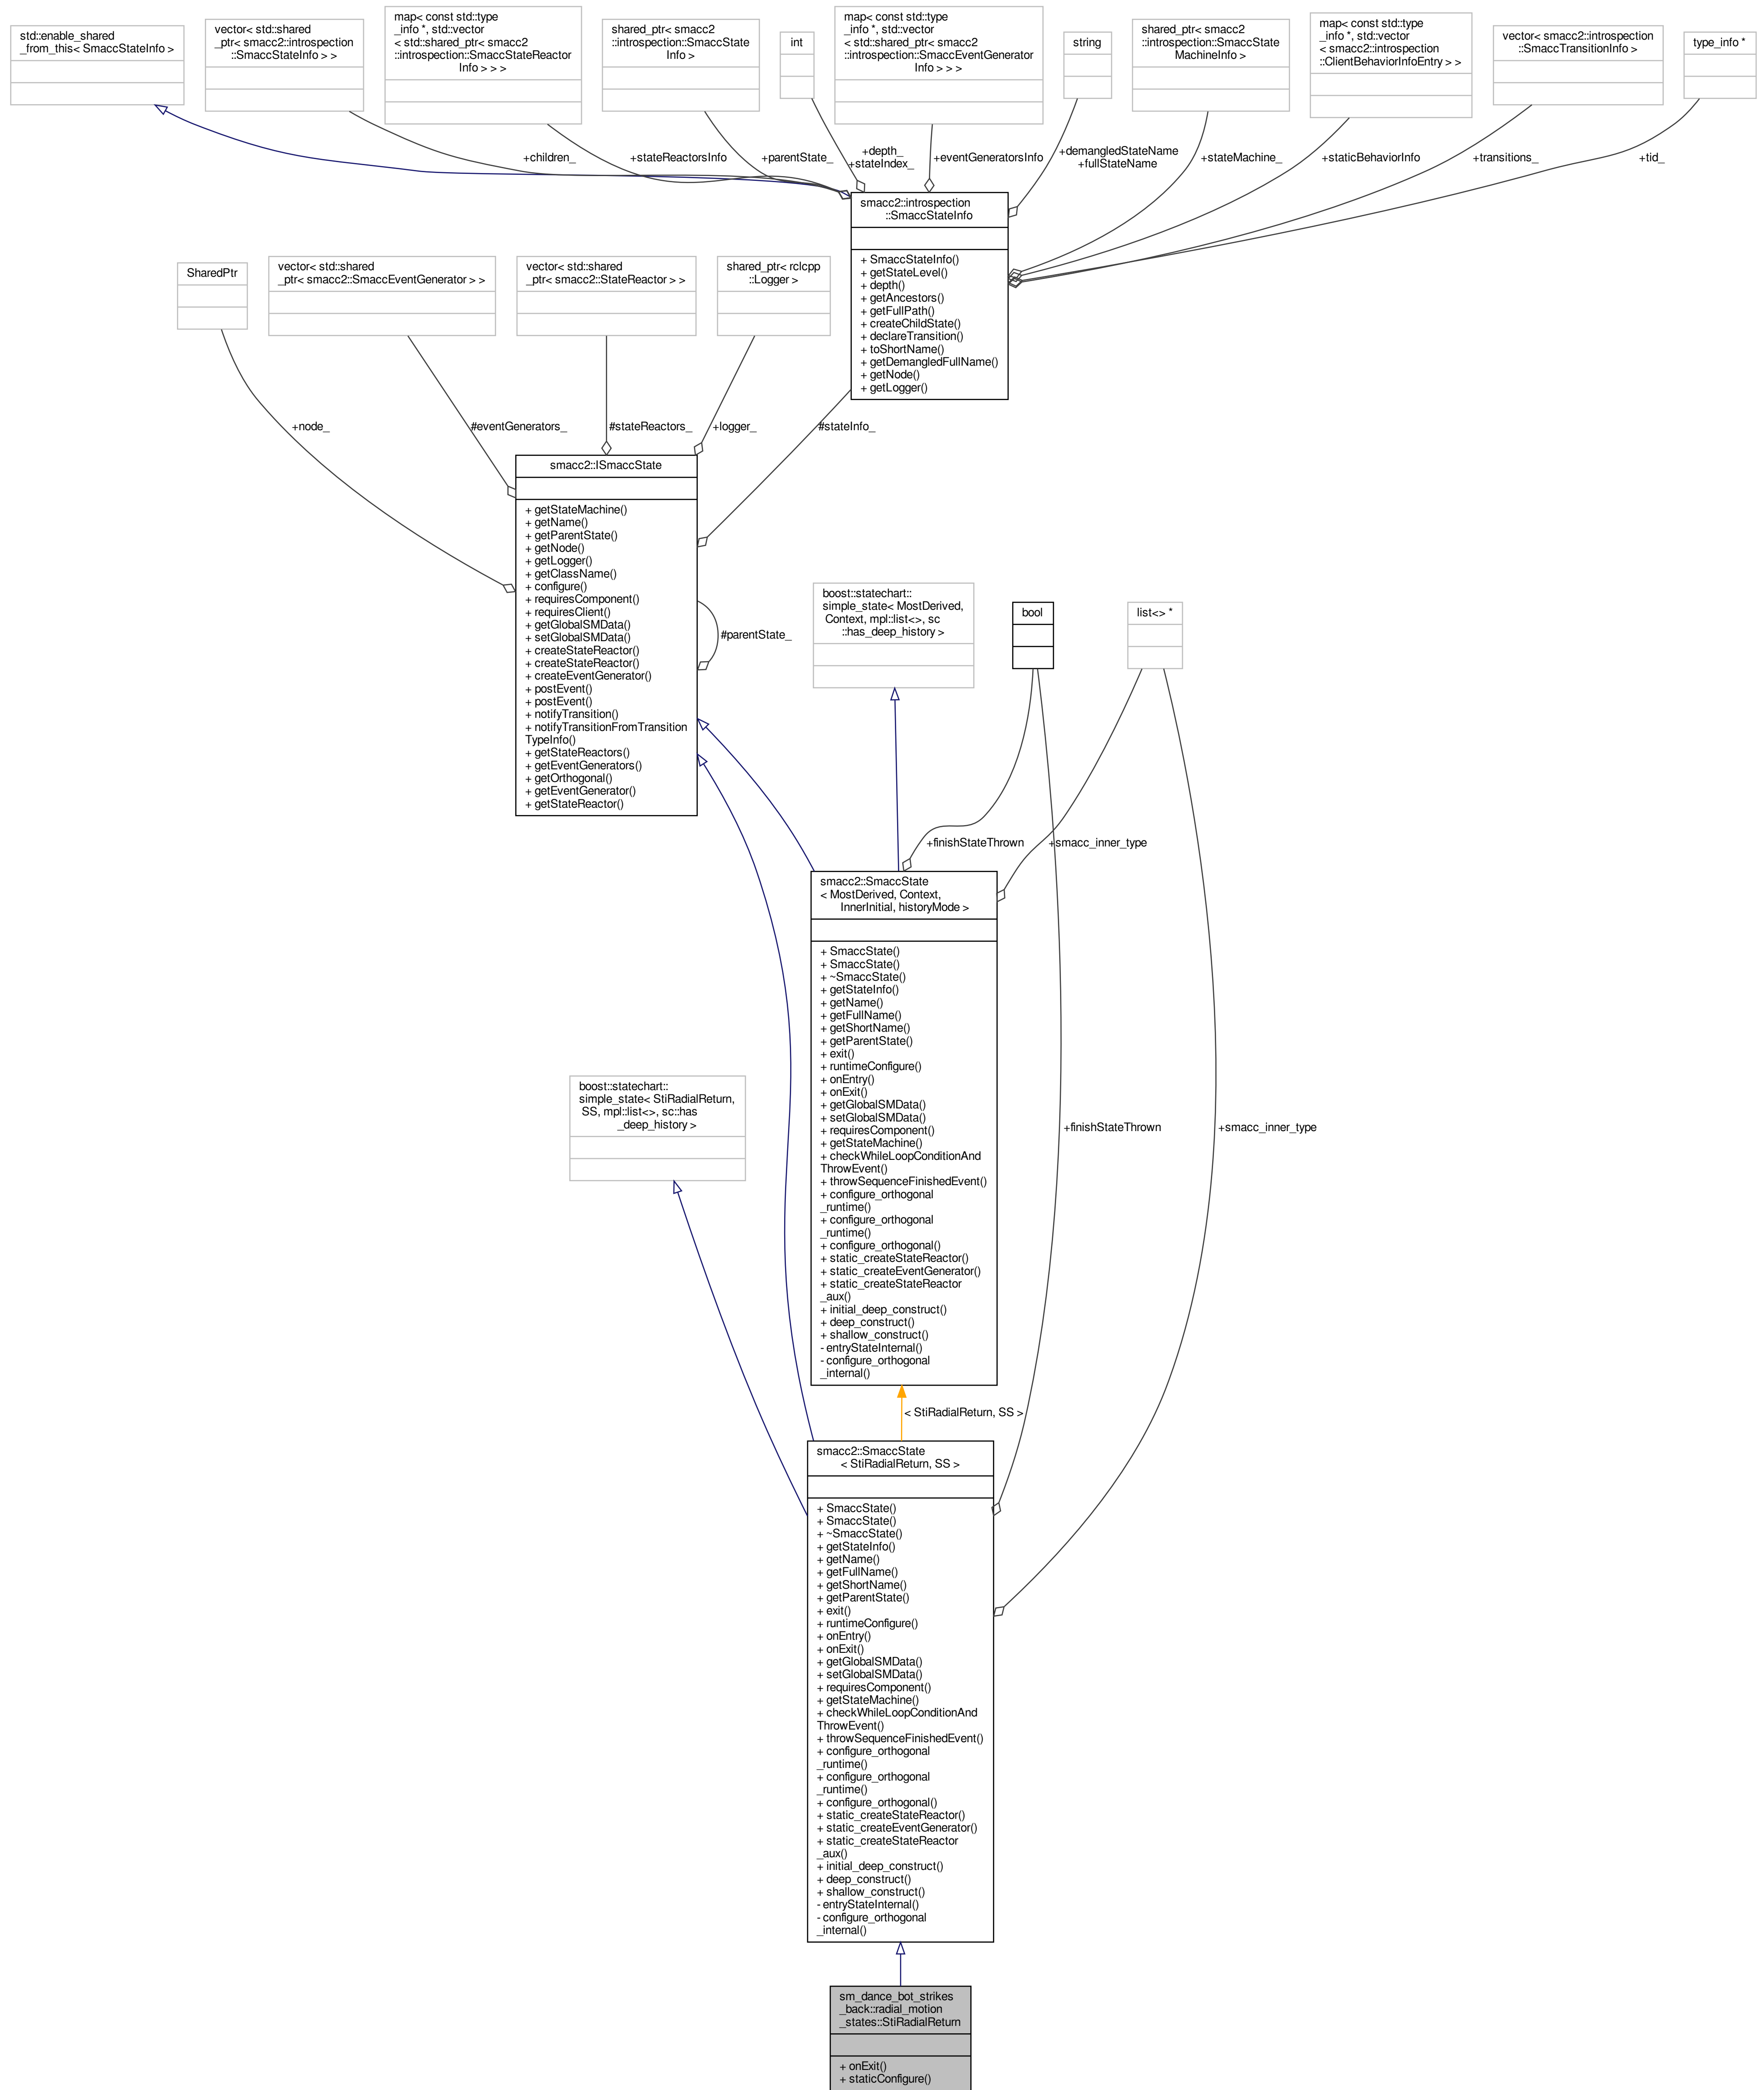 std::enable_shared
_from_this< SmaccStateInfo >
vector< std::shared
_ptr< smacc2::introspection
::SmaccStateInfo > >
map< const std::type
_info *, std::vector
< std::shared_ptr< smacc2
::introspection::SmaccStateReactor
Info > > >
shared_ptr< smacc2
::introspection::SmaccState
Info >
int
map< const std::type
_info *, std::vector
< std::shared_ptr< smacc2
::introspection::SmaccEventGenerator
Info > > >
string
shared_ptr< smacc2
::introspection::SmaccState
MachineInfo >
map< const std::type
_info *, std::vector
< smacc2::introspection
::ClientBehaviorInfoEntry > >
vector< smacc2::introspection
::SmaccTransitionInfo >
type_info *
+children_
+stateReactorsInfo
+parentState_
+depth_
+stateIndex_
+eventGeneratorsInfo
+demangledStateName
+fullStateName
+stateMachine_
+staticBehaviorInfo
+transitions_
+tid_
smacc2::introspection
::SmaccStateInfo
+ SmaccStateInfo()
+ getStateLevel()
+ depth()
+ getAncestors()
+ getFullPath()
+ createChildState()
+ declareTransition()
+ toShortName()
+ getDemangledFullName()
+ getNode()
+ getLogger()
SharedPtr
vector< std::shared
_ptr< smacc2::SmaccEventGenerator > >
vector< std::shared
_ptr< smacc2::StateReactor > >
shared_ptr< rclcpp
::Logger >
+node_
#eventGenerators_
#stateReactors_
+logger_
#stateInfo_
smacc2::ISmaccState
+ getStateMachine()
+ getName()
+ getParentState()
+ getNode()
+ getLogger()
+ getClassName()
+ configure()
+ requiresComponent()
+ requiresClient()
+ getGlobalSMData()
+ setGlobalSMData()
+ createStateReactor()
+ createStateReactor()
+ createEventGenerator()
+ postEvent()
+ postEvent()
+ notifyTransition()
+ notifyTransitionFromTransition
TypeInfo()
+ getStateReactors()
+ getEventGenerators()
+ getOrthogonal()
+ getEventGenerator()
+ getStateReactor()
#parentState_
boost::statechart::
simple_state< MostDerived,
Context, mpl::list<>, sc
::has_deep_history >
bool
list<> *
+finishStateThrown
+smacc_inner_type
smacc2::SmaccState
< MostDerived, Context,
InnerInitial, historyMode >
+ SmaccState()
+ SmaccState()
+ ~SmaccState()
+ getStateInfo()
+ getName()
+ getFullName()
+ getShortName()
+ getParentState()
+ exit()
+ runtimeConfigure()
+ onEntry()
+ onExit()
+ getGlobalSMData()
+ setGlobalSMData()
+ requiresComponent()
+ getStateMachine()
+ checkWhileLoopConditionAnd
ThrowEvent()
+ throwSequenceFinishedEvent()
+ configure_orthogonal
_runtime()
+ configure_orthogonal
_runtime()
+ configure_orthogonal()
+ static_createStateReactor()
+ static_createEventGenerator()
+ static_createStateReactor
_aux()
+ initial_deep_construct()
+ deep_construct()
+ shallow_construct()
- entryStateInternal()
- configure_orthogonal
_internal()
boost::statechart::
simple_state< StiRadialReturn,
SS, mpl::list<>, sc::has
_deep_history >
+finishStateThrown
+smacc_inner_type
< StiRadialReturn, SS >
smacc2::SmaccState
< StiRadialReturn, SS >
+ SmaccState()
+ SmaccState()
+ ~SmaccState()
+ getStateInfo()
+ getName()
+ getFullName()
+ getShortName()
+ getParentState()
+ exit()
+ runtimeConfigure()
+ onEntry()
+ onExit()
+ getGlobalSMData()
+ setGlobalSMData()
+ requiresComponent()
+ getStateMachine()
+ checkWhileLoopConditionAnd
ThrowEvent()
+ throwSequenceFinishedEvent()
+ configure_orthogonal
_runtime()
+ configure_orthogonal
_runtime()
+ configure_orthogonal()
+ static_createStateReactor()
+ static_createEventGenerator()
+ static_createStateReactor
_aux()
+ initial_deep_construct()
+ deep_construct()
+ shallow_construct()
- entryStateInternal()
- configure_orthogonal
_internal()
sm_dance_bot_strikes
_back::radial_motion
_states::StiRadialReturn
+ onExit()
+ staticConfigure()